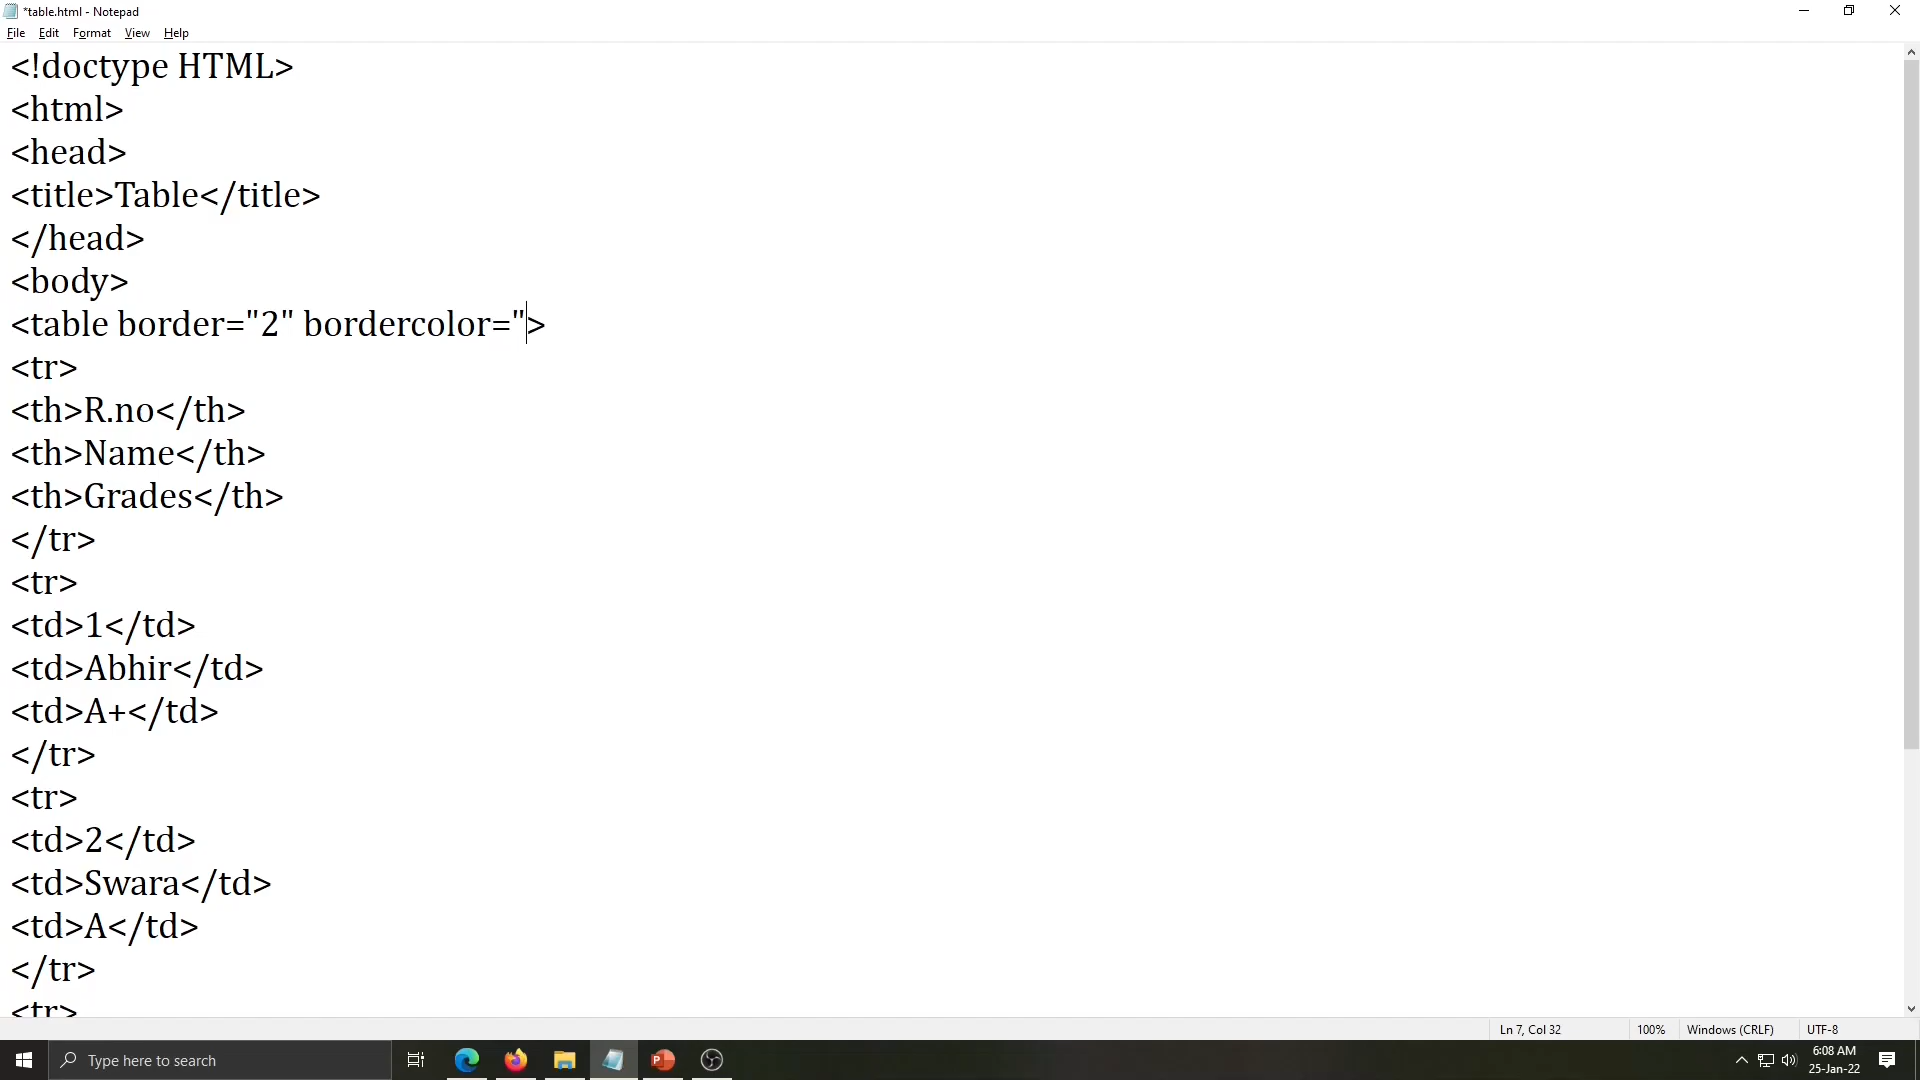 *table.html - Notepad
File Edit Format View Help
<!doctype HTML>
<html>
<head>
<title>Table</title>
</head>
<body>
<table border="2" bordercolor=">
<tr>
<th>R.no</th>
<th>Name</th>
<th>Grades</th>
</tr>
<tr>
<td>1</td>
<td>Abhir</td>
<td>A+</td>
</tr>
<tr>
<td>2</td>
<td>Swara</td>
<td>A</td>
</tr>
<tr>
Ln 7, Col 32 100% Windows (CRLF) UTF-8
Type here to search
6:08 AM
25-Jan-22